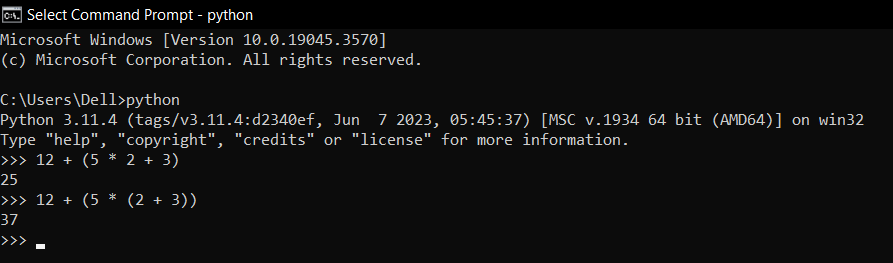 Select Command Prompt - python
Microsoft Windows [Version 10.0.19045.3570]
(c) Microsoft Corporation. All rights reserved.
C:\Users\Dell>python
Python 3.11.4 (tags/v3.11.4:d2340ef, Jun  7 2023, 05:45:37) [MSC v.1934 64 bit (AMD64)] on win32
Type "help", "copyright", "credits" or "license" for more information.
>>> 12 + (5 * 2 + 3)
25
>>> 12 + (5 * (2 + 3))
37
>>>